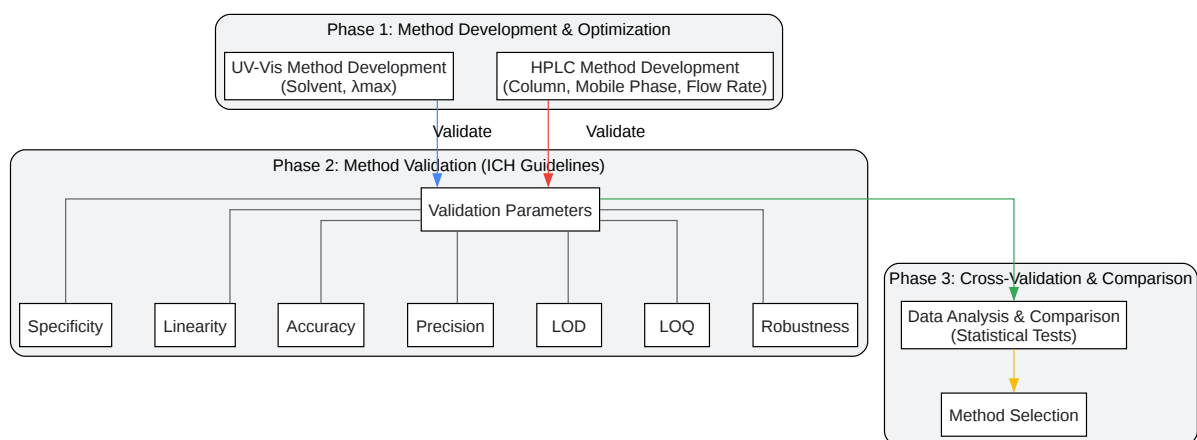 Phase 1: Method Development & Optimization
UV-Vis Method Development
(Solvent, λmax)
HPLC Method Development
(Column, Mobile Phase, Flow Rate)
Validate
Validate
Phase 2: Method Validation (ICH Guidelines)
Validation Parameters
Specificity
Linearity
Accuracy
Precision
LOD
LOQ
Robustness
Phase 3: Cross-Validation & Comparison
Data Analysis & Comparison
(Statistical Tests)
Method Selection